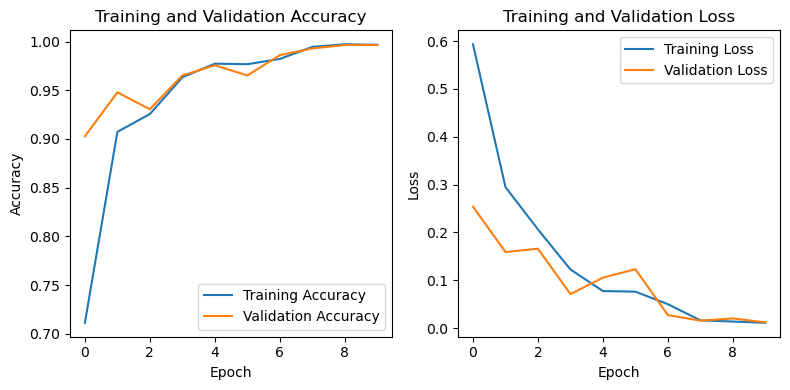 Training and Validation Accuracy
1.00
0.95
0.90
0.85
0.80
0.75
0.70
Accuracy
0
2
4
6
8
Epoch
Training Accuracy
Validation Accuracy
Training and Validation Loss
0.6
0.5
0.4
0.3
0.2
0.1
0.0
Loss
0
2
4
6
8
Epoch
Training Loss
Validation Loss